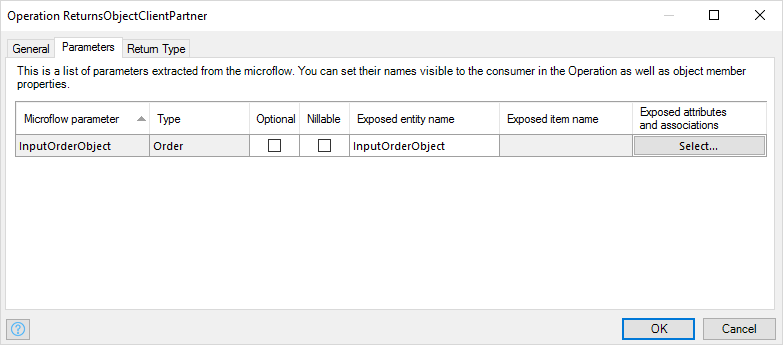 Operation ReturnsObjectClientPartner
General Parameters Return Type
This is a list of parameters extracted from the microflow. You can set their names visible to the consumer in the Operation as well as object member
properties.
Microflow parameter Type Optional Nillable Exposed entity name Exposed item name Exposed attributes
and associations
InputOrderObject Order InputOrderObject Select...
? OK Cancel